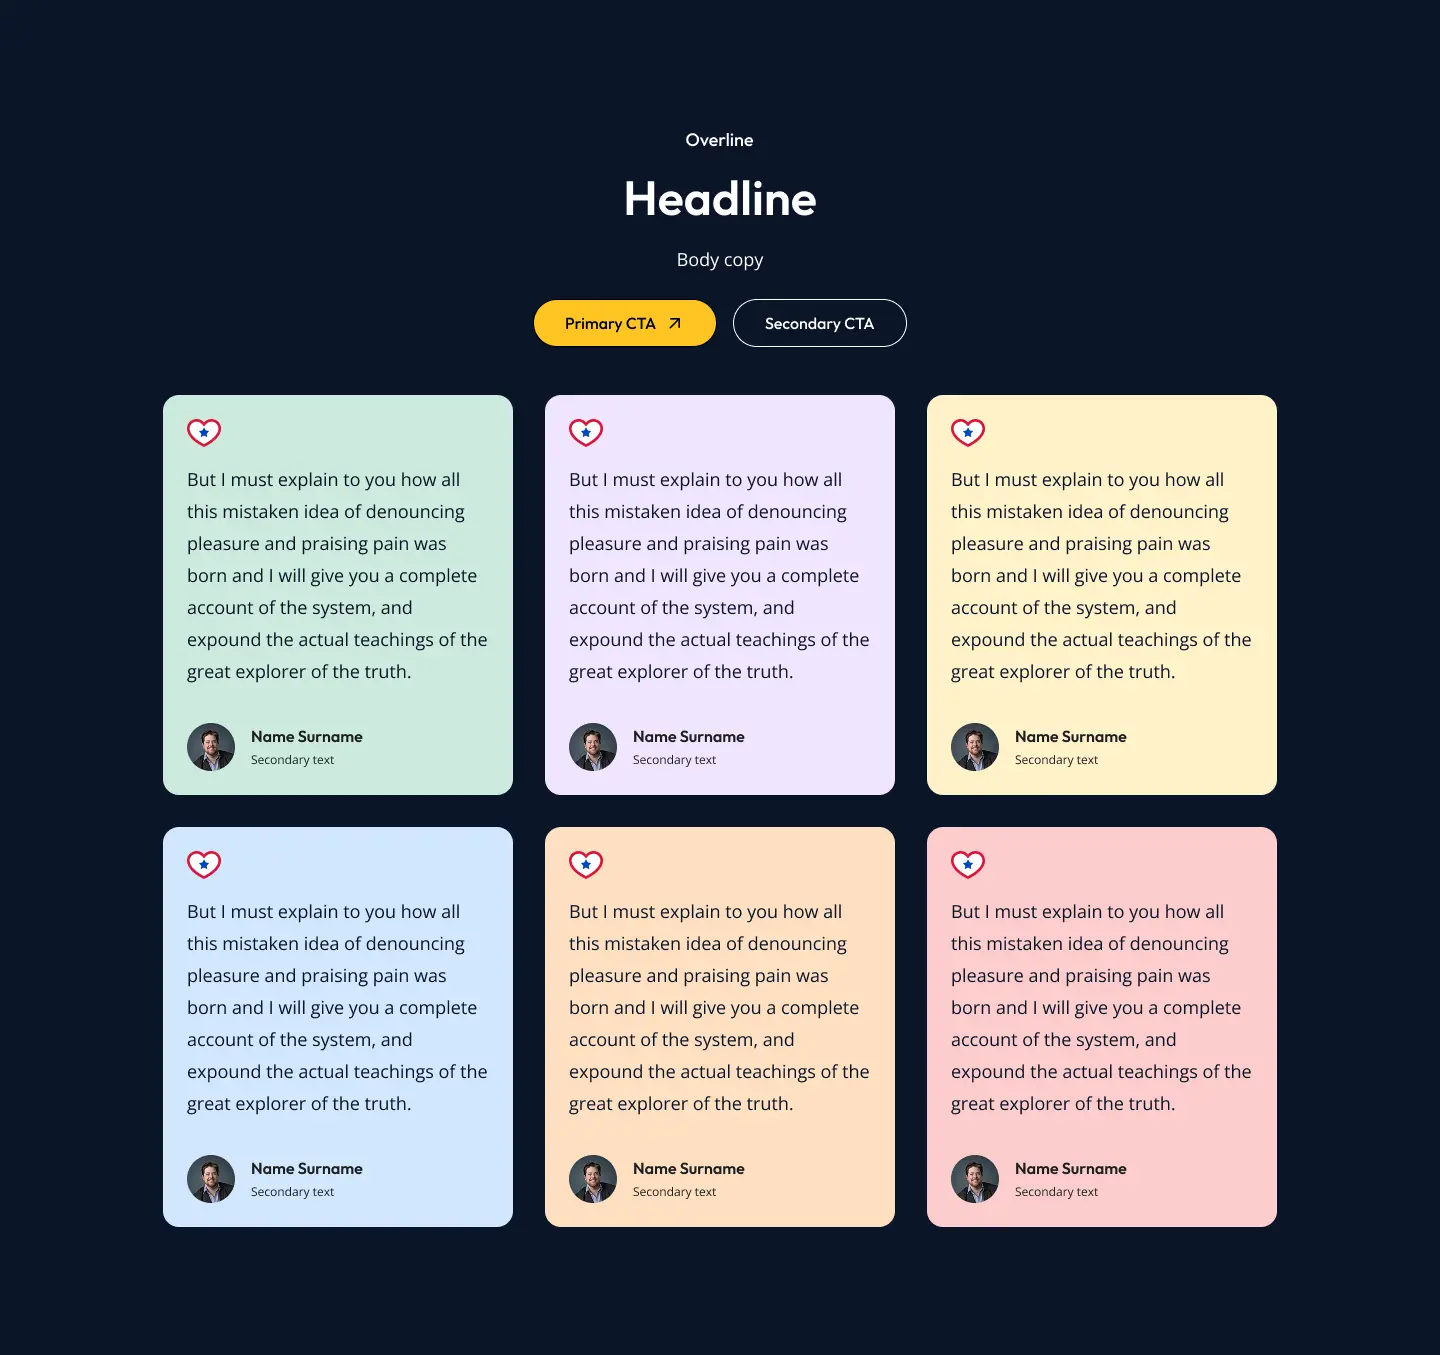 Overline
Headline
Body copy
Primary CTA
Secondary CTA
But I must explain to you how all
this mistaken idea of denouncing
pleasure and praising pain was
born and I will give you a complete
account of the system, and
expound the actual teachings of the
great explorer of the truth.
Name Surname
Secondary text
But I must explain to you how all
this mistaken idea of denouncing
pleasure and praising pain was
born and I will give you a complete
account of the system, and
expound the actual teachings of the
great explorer of the truth.
Name Surname
Secondary text
But I must explain to you how all
this mistaken idea of denouncing
pleasure and praising pain was
born and I will give you a complete
account of the system, and
expound the actual teachings of the
great explorer of the truth.
Name Surname
Secondary text
But I must explain to you how all
this mistaken idea of denouncing
pleasure and praising pain was
born and I will give you a complete
account of the system, and
expound the actual teachings of the
great explorer of the truth.
Name Surname
Secondary text
But I must explain to you how all
this mistaken idea of denouncing
pleasure and praising pain was
born and I will give you a complete
account of the system, and
expound the actual teachings of the
great explorer of the truth.
Name Surname
Secondary text
But I must explain to you how all
this mistaken idea of denouncing
pleasure and praising pain was
born and I will give you a complete
account of the system, and
expound the actual teachings of the
great explorer of the truth.
Name Surname
Secondary text